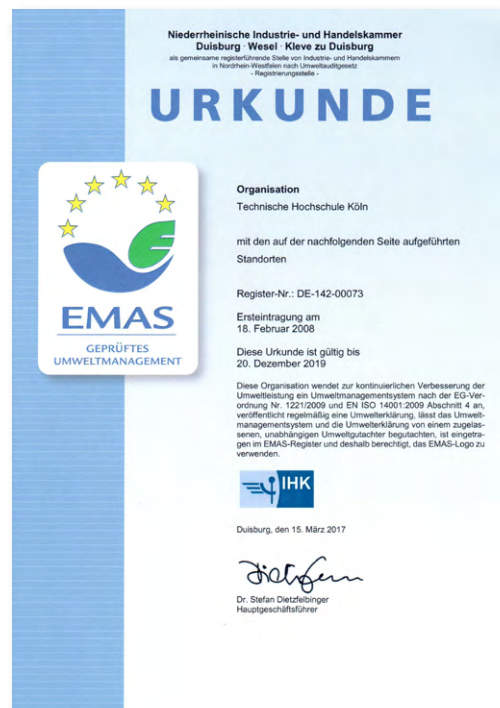 Niederrheinische Industrie- und Handelskammer
Duisburg · Wesel · Kleve zu Duisburg
als gemeinsame registerführende Stelle von Industrie- und Handelskammern
in Nordrhein-Westfalen nach Umweltauditgesetz
- Registrierungsstelle -
URKUNDE
EMAS
GEPRÜFTES
UMWELTMANAGEMENT
Organisation
Technische Hochschule Köln
mit den auf der nachfolgenden Seite aufgeführten
Standorten
Register-Nr.: DE-142-00073
Ersteintragung am
18. Februar 2008
Diese Urkunde ist gültig bis
20. Dezember 2019
Diese Organisation wendet zur kontinuierlichen Verbesserung der
Umweltleistung ein Umweltmanagementsystem nach der EG-Ver-
ordnung Nr. 1221/2009 und EN ISO 14001:2009 Abschnitt 4 an,
veröffentlicht regelmäßig eine Umwelterklärung, lässt das Umwelt-
managementsystem und die Umwelterklärung von einem zugelas-
senen, unabhängigen Umweltgutachter begutachten, ist eingetra-
gen im EMAS-Register und deshalb berechtigt, das EMAS-Logo zu
verwenden.
IHK
Duisburg, den 15. März 2017
Dr. Stefan Dietzfelbinger
Hauptgeschäftsführer